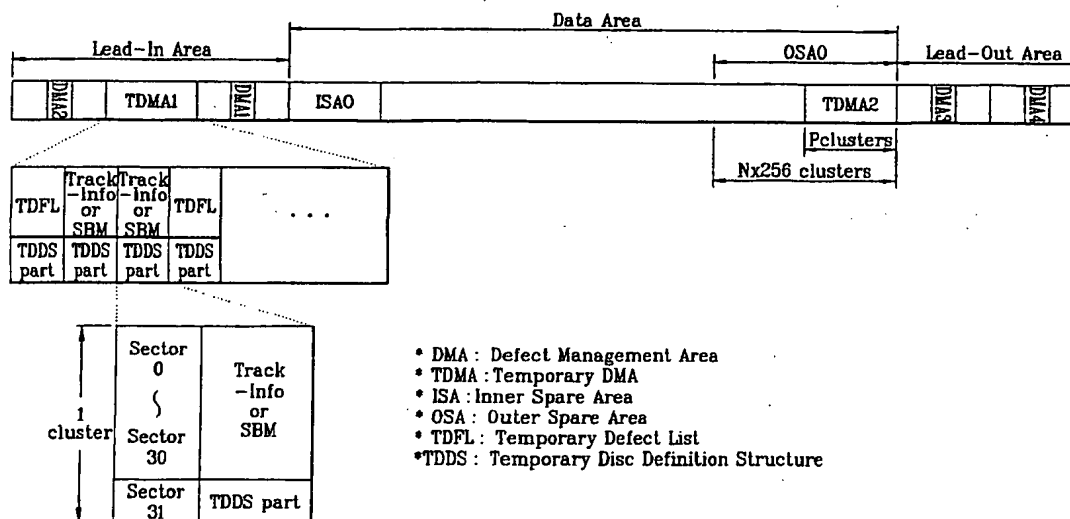 Data Area
Lead-In Area
OSA0
Lead-Out Area
DMA2
TDMA1
DMA1
ISA0
TDMA2
DMA3
DMA4
Pclusters
Nx256 clusters
TDFL
Track
-Info
or
SBM
Track
-Info
or
SBM
TDFL
. . .
TDDS
part
TDDS
part
TDDS
part
TDDS
part
1
cluster
Sector
0
∫
Sector
30
Track
-Info
or
SBM
Sector
31
TDDS part
* DMA : Defect Management Area
* TDMA : Temporary DMA
* ISA : Inner Spare Area
* OSA : Outer Spare Area
* TDFL : Temporary Defect List
*TDDS : Temporary Disc Definition Structure